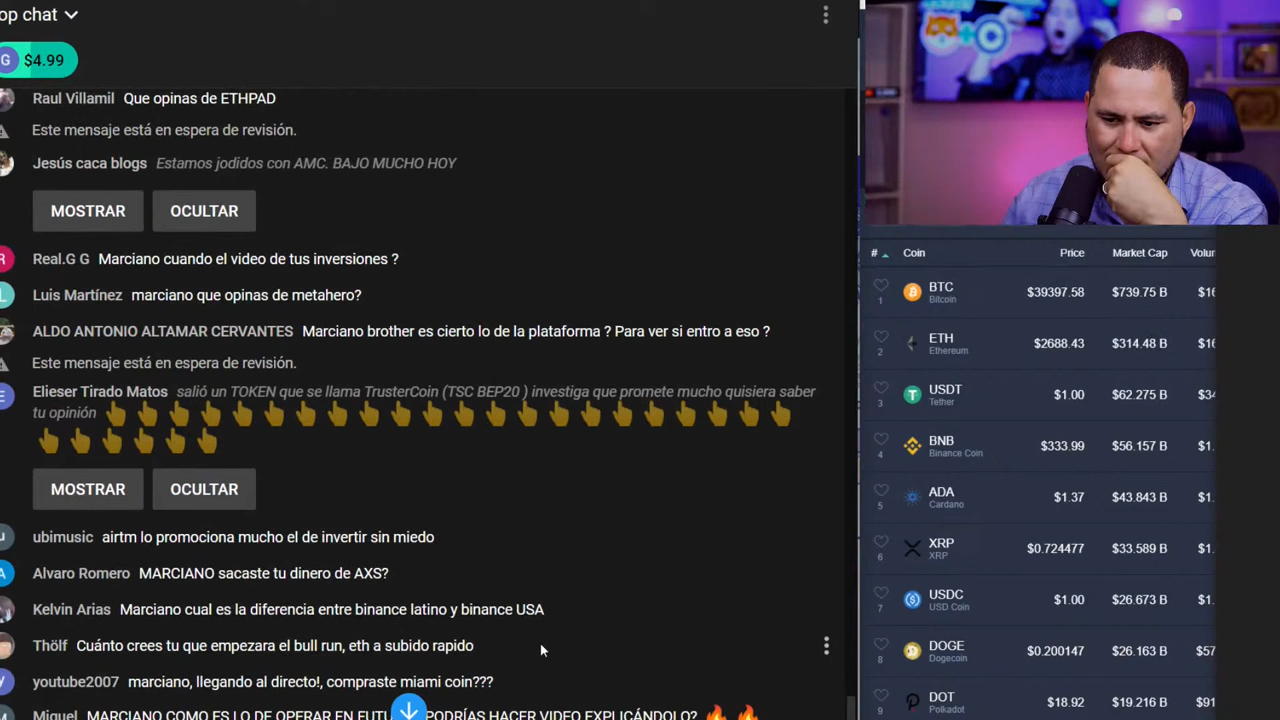 op chat
G $4.99
Raul Villamil Que opinas de ETHPAD
Este mensaje está en espera de revisión.
Jesús caca blogs Estamos jodidos con AMC. BAJO MUCHO HOY
MOSTRAR OCULTAR
Real.G G Marciano cuando el video de tus inversiones ?
Luis Martínez marciano que opinas de metahero?
ALDO ANTONIO ALTAMAR CERVANTES Marciano brother es cierto lo de la plataforma ? Para ver si entro a eso ?
Este mensaje está en espera de revisión.
Elieser Tirado Matos salió un TOKEN que se llama TrusterCoin (TSC BEP20 ) investiga que promete mucho quisiera saber
tu opinión 👆👆👆👆👆👆👆👆👆👆👆👆👆👆👆👆👆👆👆👆👆👆
👆👆👆👆👆👆
MOSTRAR OCULTAR
ubimusic airtm lo promociona mucho el de invertir sin miedo
Alvaro Romero MARCIANO sacaste tu dinero de AXS?
Kelvin Arias Marciano cual es la diferencia entre binance latino y binance USA
Thölf Cuánto crees tu que empezara el bull run, eth a subido rapido
youtube2007 marciano, llegando al directo!, compraste miami coin???
Miguel MARCIANO COMO ES LO DE OPERAR EN FUTU PODRÍAS HACER VIDEO EXPLICÁNDOLO? 🔥 🔥
# Coin Price Market Cap Volu
1 BTC Bitcoin $39397.58 $739.75 B $16
2 ETH Ethereum $2688.43 $314.48 B $16
3 USDT Tether $1.00 $62.275 B $34
4 BNB Binance Coin $333.99 $56.157 B $1.
5 ADA Cardano $1.37 $43.843 B $1.
6 XRP XRP $0.724477 $33.589 B $1.
7 USDC USD Coin $1.00 $26.673 B $1.
8 DOGE Dogecoin $0.200147 $26.163 B $57
9 DOT Polkadot $18.92 $19.216 B $91